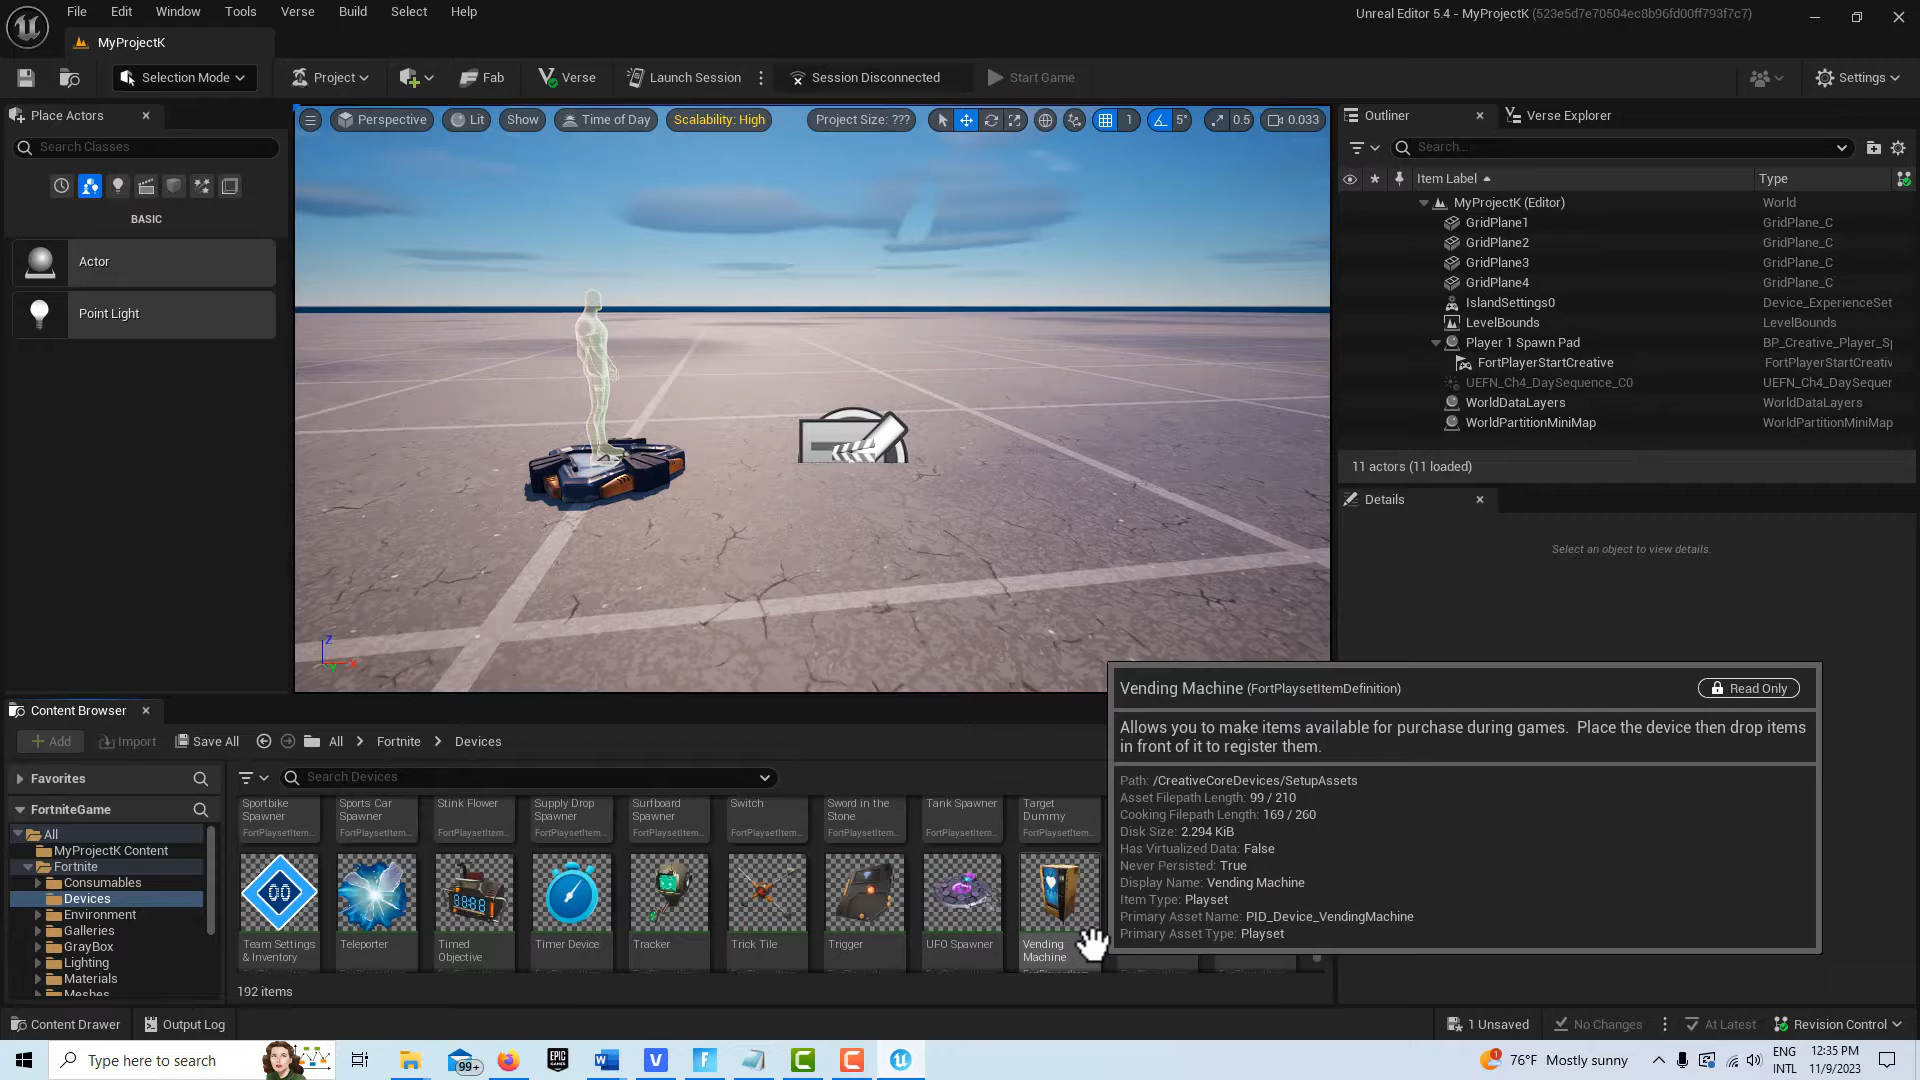 File Edit Window Tools Verse Build Select Help
Unreal Editor 5.4 - MyProjectK (523e5d7e70504ec8b96fd00ff793f7c7)
MyProjectK
Selection Mode
Project
Fab
Verse
Launch Session
Session Disconnected
Start Game
Settings
Place Actors
Search Classes
BASIC
Actor
Point Light
Perspective
Lit
Show
Time of Day
Scalability: High
Project Size: ???
1
5°
0.5
0.033
Z
X
Y
Outliner
Verse Explorer
Search...
Item Label Type
MyProjectK (Editor) World
GridPlane1 GridPlane_C
GridPlane2 GridPlane_C
GridPlane3 GridPlane_C
GridPlane4 GridPlane_C
IslandSettings0 Device_ExperienceSet
LevelBounds LevelBounds
Player 1 Spawn Pad BP_Creative_Player_S
FortPlayerStartCreative FortPlayerStartCreativ
UEFN_Ch4_DaySequence_C0 UEFN_Ch4_DaySequer
WorldDataLayers WorldDataLayers
WorldPartitionMiniMap WorldPartitionMiniMap
11 actors (11 loaded)
Details
Select an object to view details.
Content Browser
Add
Import
Save All
All
Fortnite
Devices
Favorites
FortniteGame
All
MyProjectK Content
Fortnite
Consumables
Devices
Environment
Galleries
GrayBox
Lighting
Materials
Meshes
Search Devices
Sportbike Spawner
FortPlaysetItem...
Sports Car Spawner
FortPlaysetItem...
Stink Flower
FortPlaysetItem...
Supply Drop Spawner
FortPlaysetItem...
Surfboard Spawner
FortPlaysetItem...
Switch
FortPlaysetItem...
Sword in the Stone
FortPlaysetItem...
Tank Spawner
FortPlaysetItem...
Target Dummy
FortPlaysetItem...
Team Settings & Inventory
Teleporter
Timed Objective
Timer Device
Tracker
Trick Tile
Trigger
UFO Spawner
Vending Machine
192 items
Vending Machine (FortPlaysetItemDefinition)
Read Only
Allows you to make items available for purchase during games. Place the device then drop items
in front of it to register them.
Path: /CreativeCoreDevices/SetupAssets
Asset Filepath Length: 99 / 210
Cooking Filepath Length: 169 / 260
Disk Size: 2.294 KiB
Has Virtualized Data: False
Never Persisted: True
Display Name: Vending Machine
Item Type: Playset
Primary Asset Name: PID_Device_VendingMachine
Primary Asset Type: Playset
Content Drawer
Output Log
1 Unsaved
No Changes
At Latest
Revision Control
Type here to search
99+
EPIC GAMES
76°F Mostly sunny
ENG
INTL
12:35 PM
11/9/2023